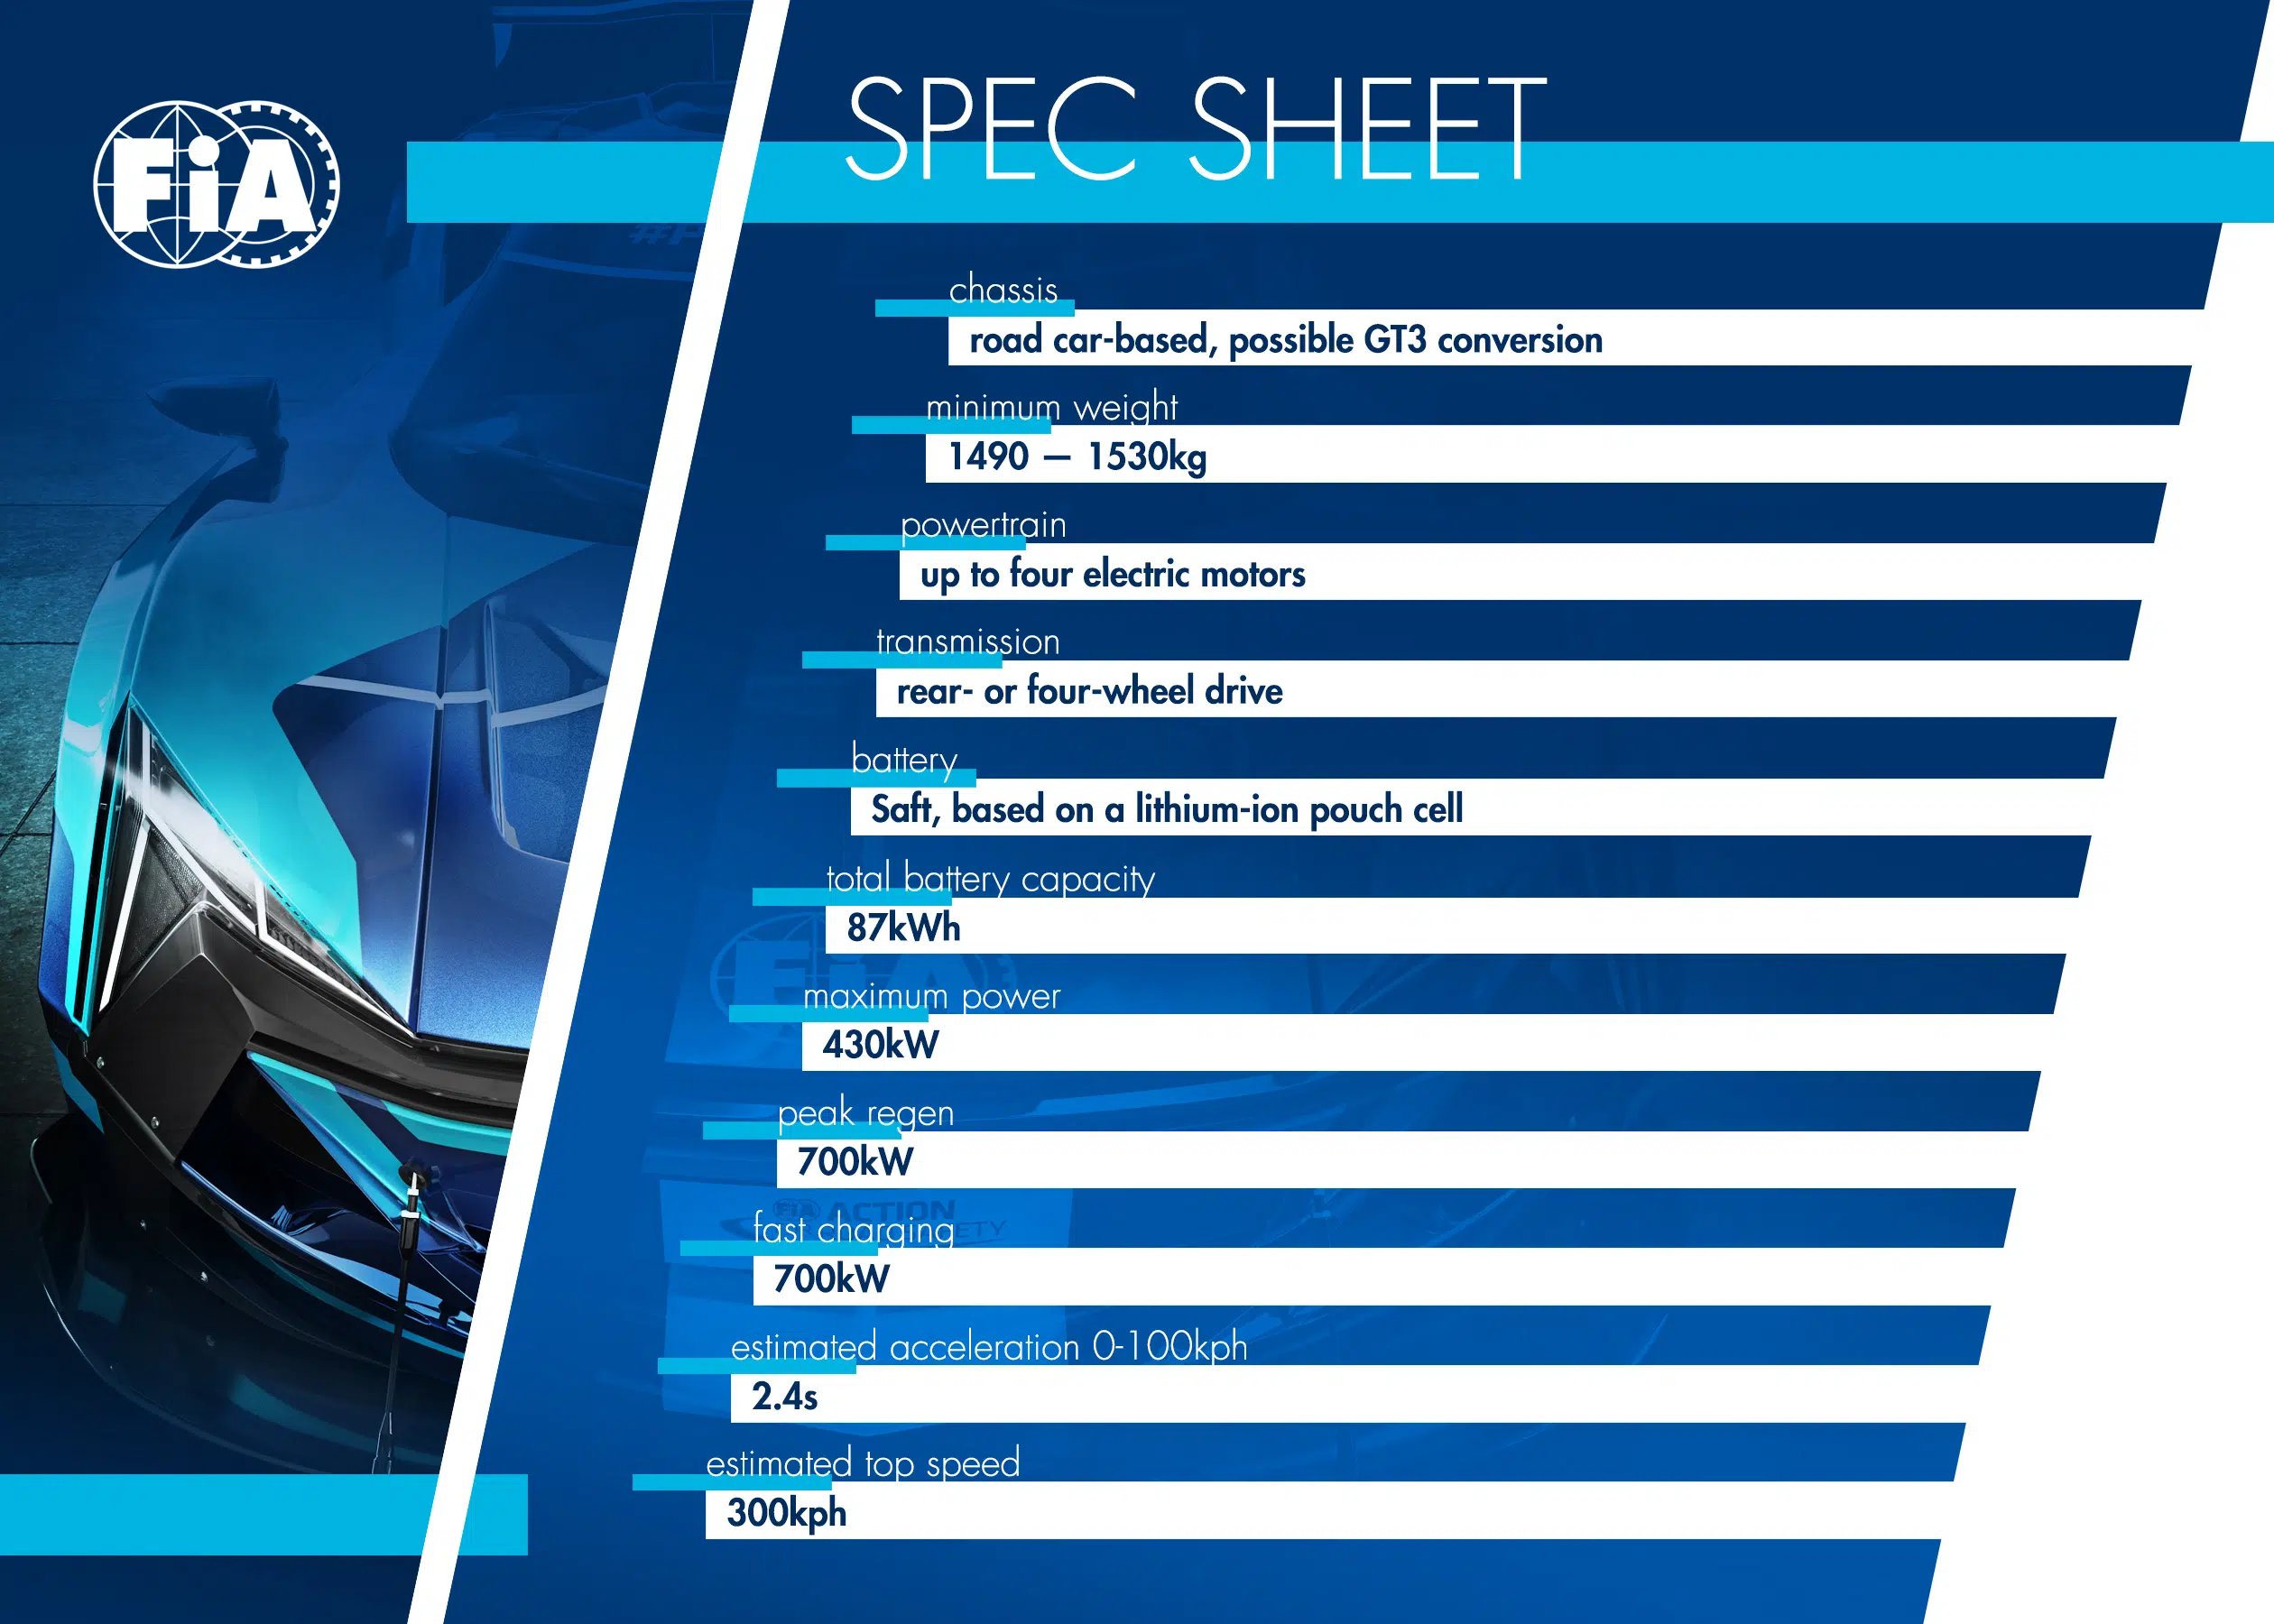 FiA
SPEC SHEET
#F
chassis
road car-based, possible GT3 conversion
minimum weight
1490 — 1530kg
powertrain
up to four electric motors
transmission
rear- or four-wheel drive
battery
Saft, based on a lithium-ion pouch cell
total battery capacity
87kWh
FiA
maximum power
430kW
peak regen
700kW
FiA ACTION
fast charging
700kW
estimated acceleration 0-100kph
2.4s
estimated top speed
300kph